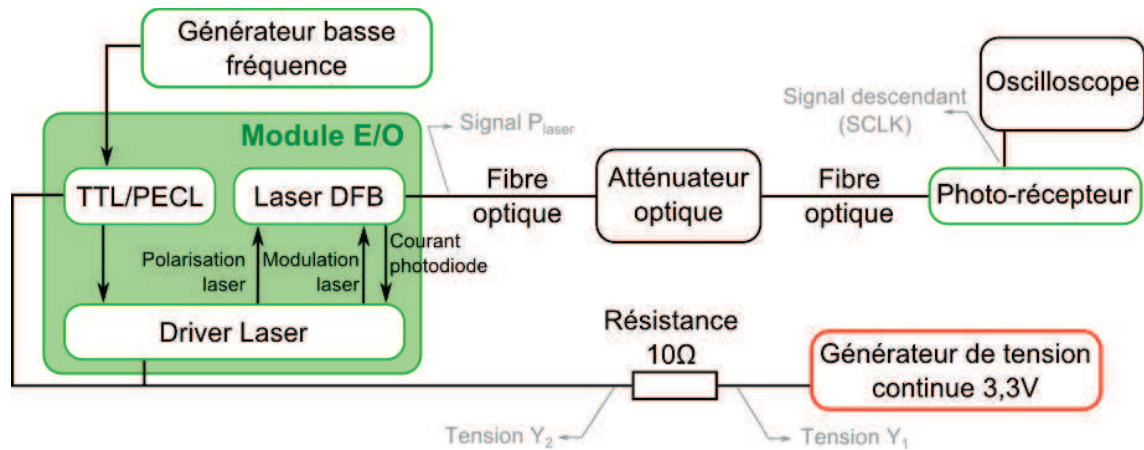 Générateur basse
fréquence
Oscilloscope
Signal descendant
(SCLK)
Module E/O
Signal Plaser
TTL/PECL
Laser DFB
Fibre
optique
Atténuateur
optique
Fibre
optique
Photo-récepteur
Polarisation
laser
Modulation
laser
Courant
photodiode
Driver Laser
Résistance
10Ω
Générateur de tension
continue 3,3V
Tension Y2
Tension Y1